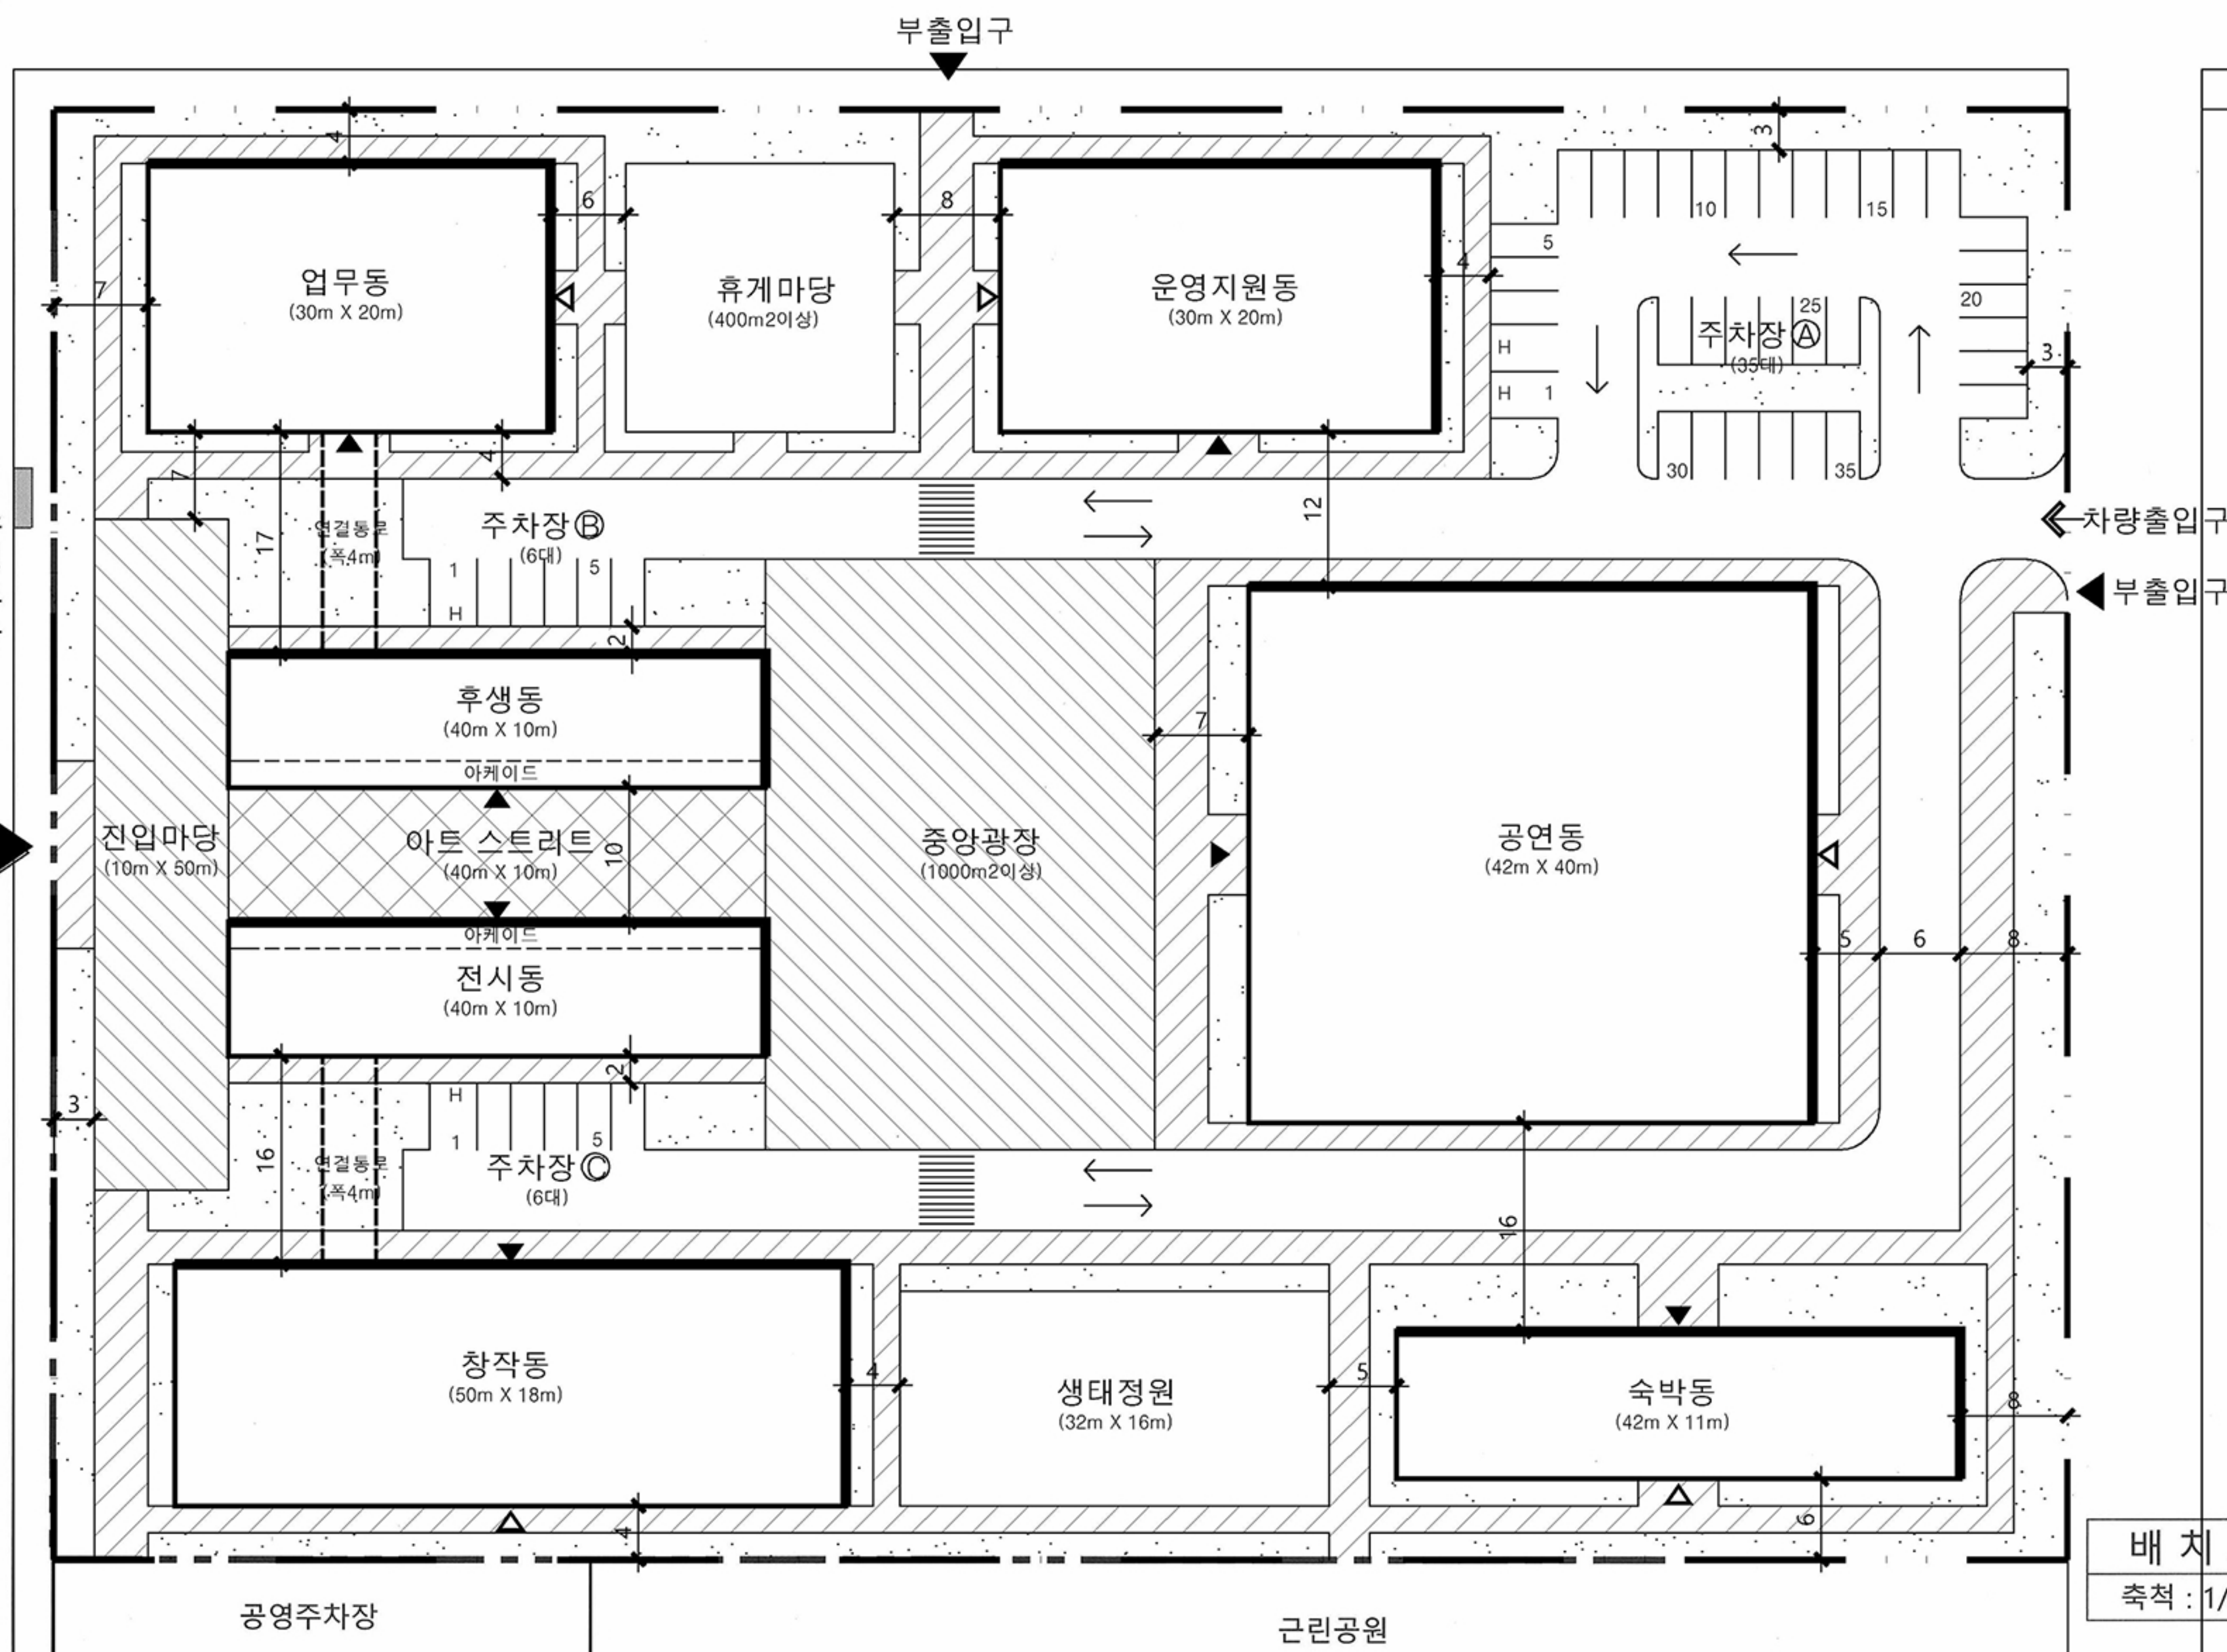 부출입구
4
3
6
8
10
15
5
4
7
업무동
(30m X 20m)
휴게마당
(400m2이상)
운영지원동
(30m X 20m)
20
25
주차장Ⓐ
(35대)
H
H 1
3
30
35
4
7
17
연결통로
(폭4m)
주차장Ⓑ
(6대)
1
5
H
12
차량출입구
부출입구
2
후생동
(40m X 10m)
아케이드
7
진입마당
(10m X 50m)
아트 스트리트
(40m X 10m)
10
중앙광장
(1000m2이상)
공연동
(42m X 40m)
아케이드
전시동
(40m X 10m)
5
6
8
2
3
H
1
5
16
연결통로
(폭4m)
주차장Ⓒ
(6대)
16
창작동
(50m X 18m)
4
생태정원
(32m X 16m)
5
숙박동
(42m X 11m)
8
4
6
배 치
축척 : 1/
공영주차장
근린공원